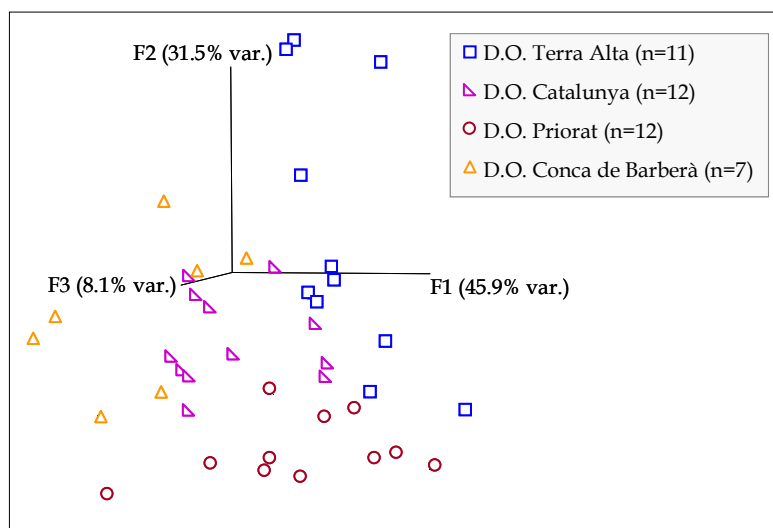 F2 (31.5% var.)
D.O. Terra Alta (n=11)
D.O. Catalunya (n=12)
D.O. Priorat (n=12)
D.O. Conca de Barberà (n=7)
F3 (8.1% var.)
F1 (45.9% var.)